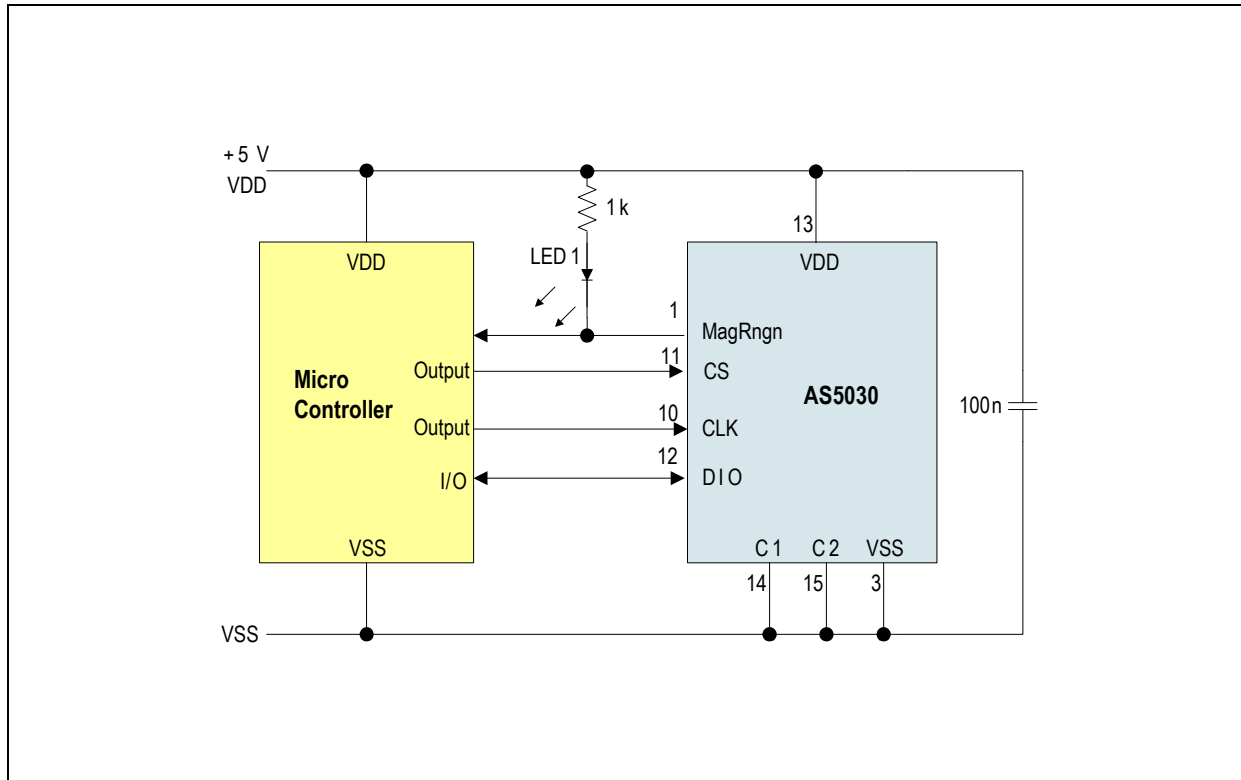 +5 V
VDD
1k
13
VDD
LED 1
VDD
1
MagRngn
11
Output
CS
Micro
Controller
AS5030
100n
10
Output
CLK
12
I/O
DIO
VSS
C1
C2
VSS
14
15
3
VSS